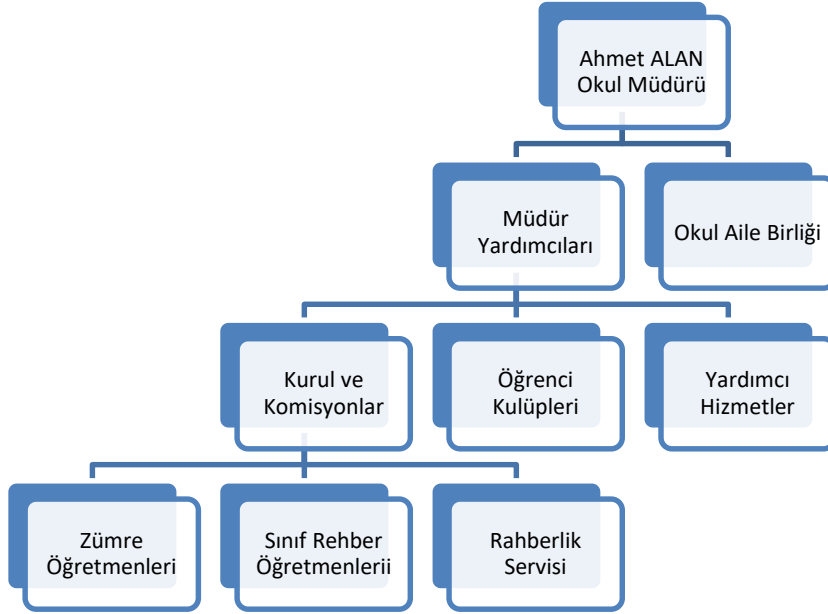 Ahmet ALAN
Okul Müdürü
Müdür
Yardımcıları
Okul Aile Birliği
Kurul ve
Komisyonlar
Öğrenci
Kulüpleri
Yardımcı
Hizmetler
Zümre
Öğretmenleri
Sınıf Rehber
Öğretmenlerii
Rahberlik
Servisi